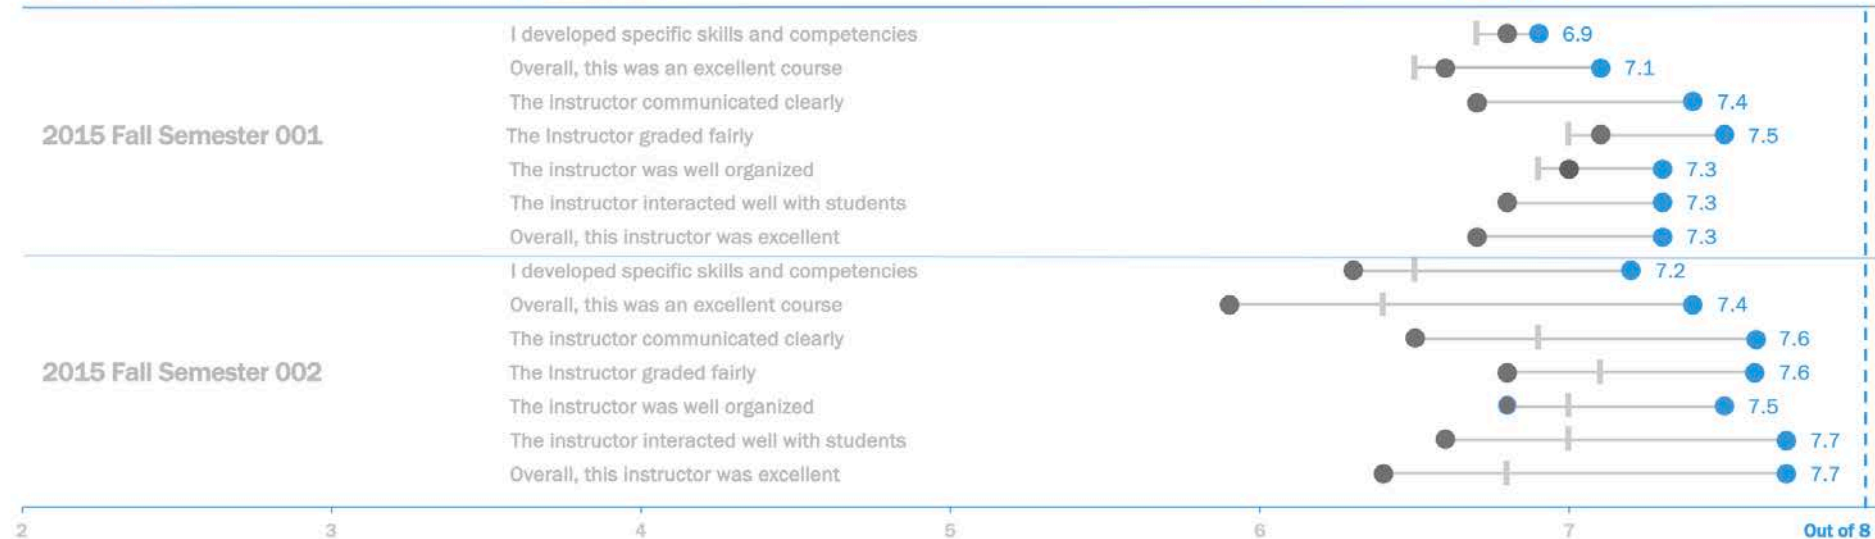 I developed specific skills and competencies 6.9
Overall, this was an excellent course 7.1
The instructor communicated clearly 7.4
2015 Fall Semester 001 The Instructor graded fairly 7.5
The instructor was well organized 7.3
The instructor interacted well with students 7.3
Overall, this instructor was excellent 7.3
I developed specific skills and competencies 7.2
Overall, this was an excellent course 7.4
The instructor communicated clearly 7.6
2015 Fall Semester 002 The Instructor graded fairly 7.6
The instructor was well organized 7.5
The instructor interacted well with students 7.7
Overall, this instructor was excellent 7.7
2 3 4 5 6 7 Out of 8